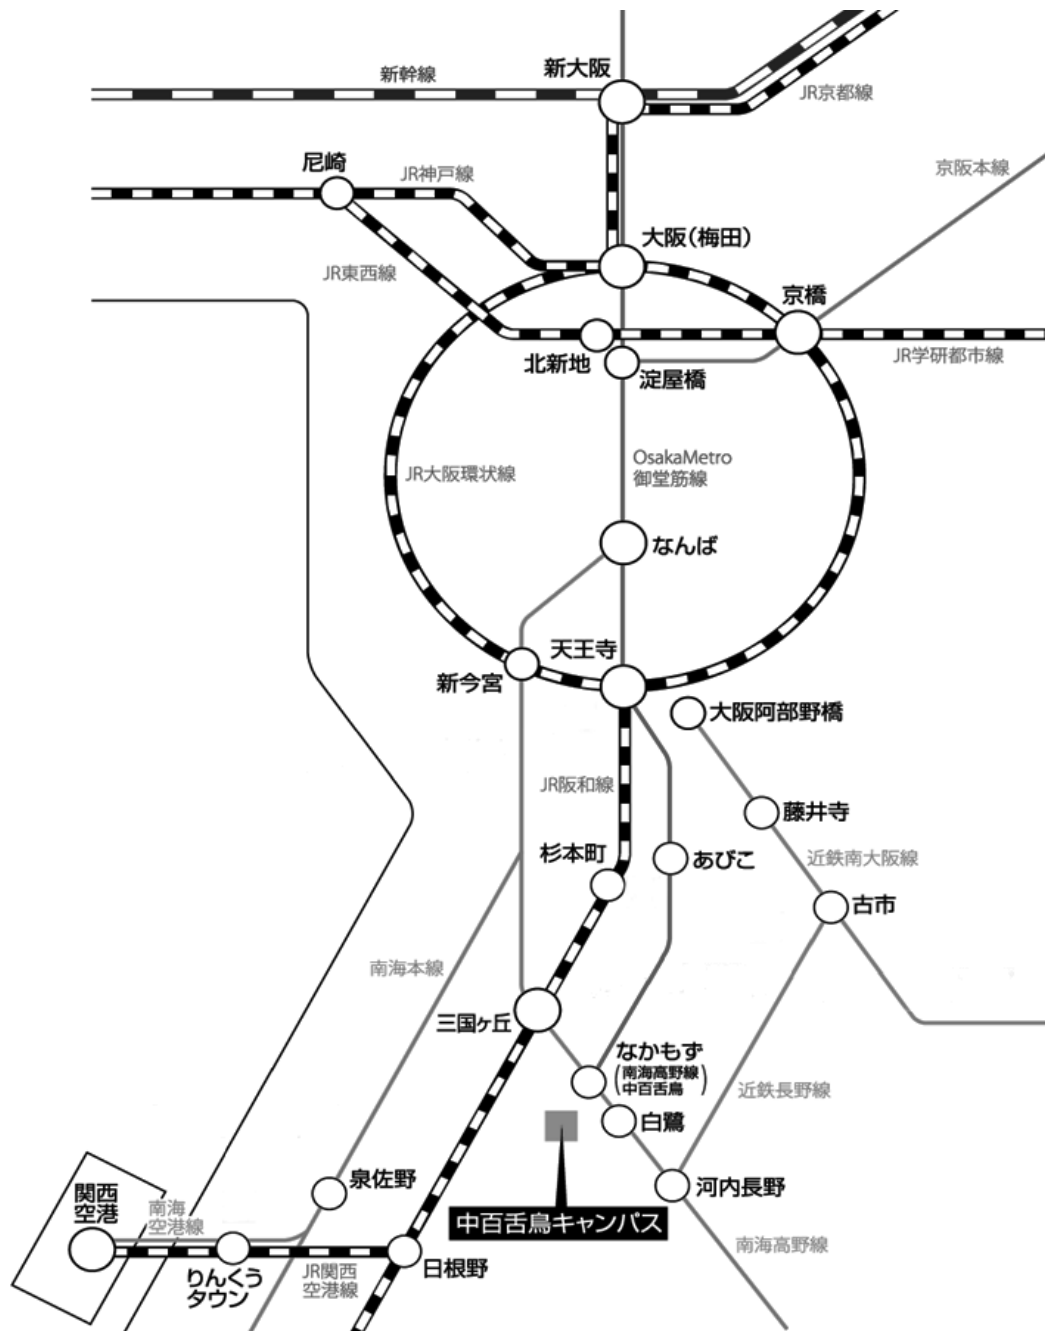 新大阪
新幹線
JR京都線
尼崎
JR神戸線
京阪本線
大阪（梅田）
JR東西線
京橋
北新地
淀屋橋
JR学研都市線
JR大阪環状線
OsakaMetro
御堂筋線
なんば
天王寺
新今宮
大阪阿部野橋
JR阪和線
藤井寺
杉本町
あびこ
近鉄南大阪線
古市
南海本線
三国ヶ丘
なかもず
（南海高野線
中百舌鳥）
近鉄長野線
白鷺
泉佐野
河内長野
関西
空港
南海
空港線
中百舌鳥キャンパス
南海高野線
りんくう
タウン
JR関西
空港線
日根野